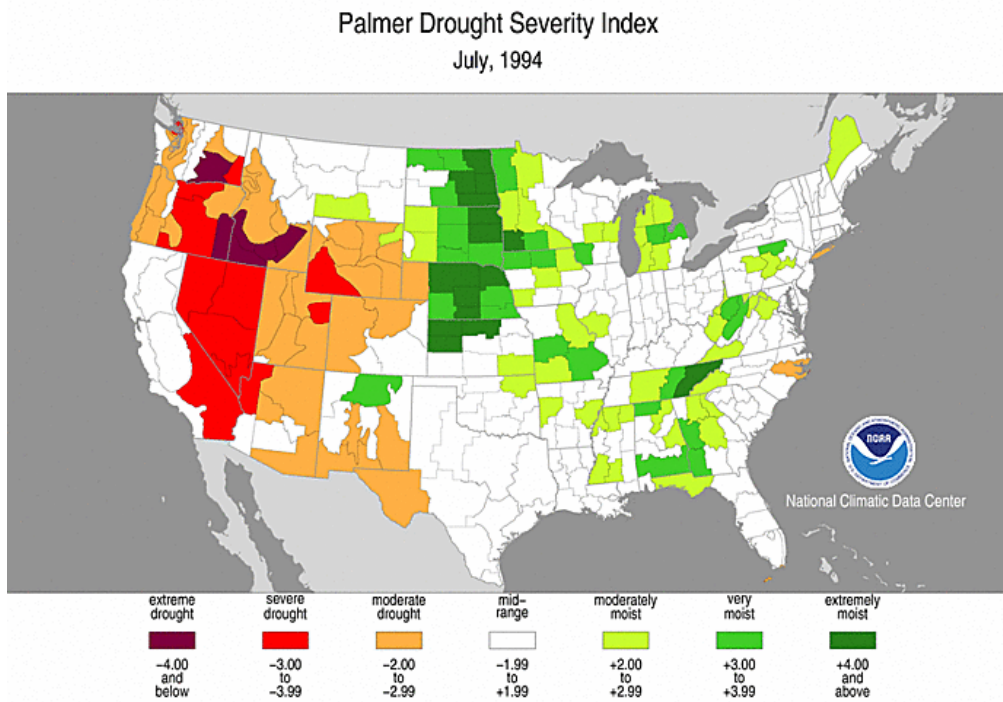 Palmer Drought Severity Index
July, 1994
NOAA
National Climatic Data Center
extreme drought
severe drought
moderate drought
mid-range
moderately moist
very moist
extremely moist
−4.00 and below
−3.00 to −3.99
−2.00 to −2.99
−1.99 to +1.99
+2.00 to +2.99
+3.00 to +3.99
+4.00 and above